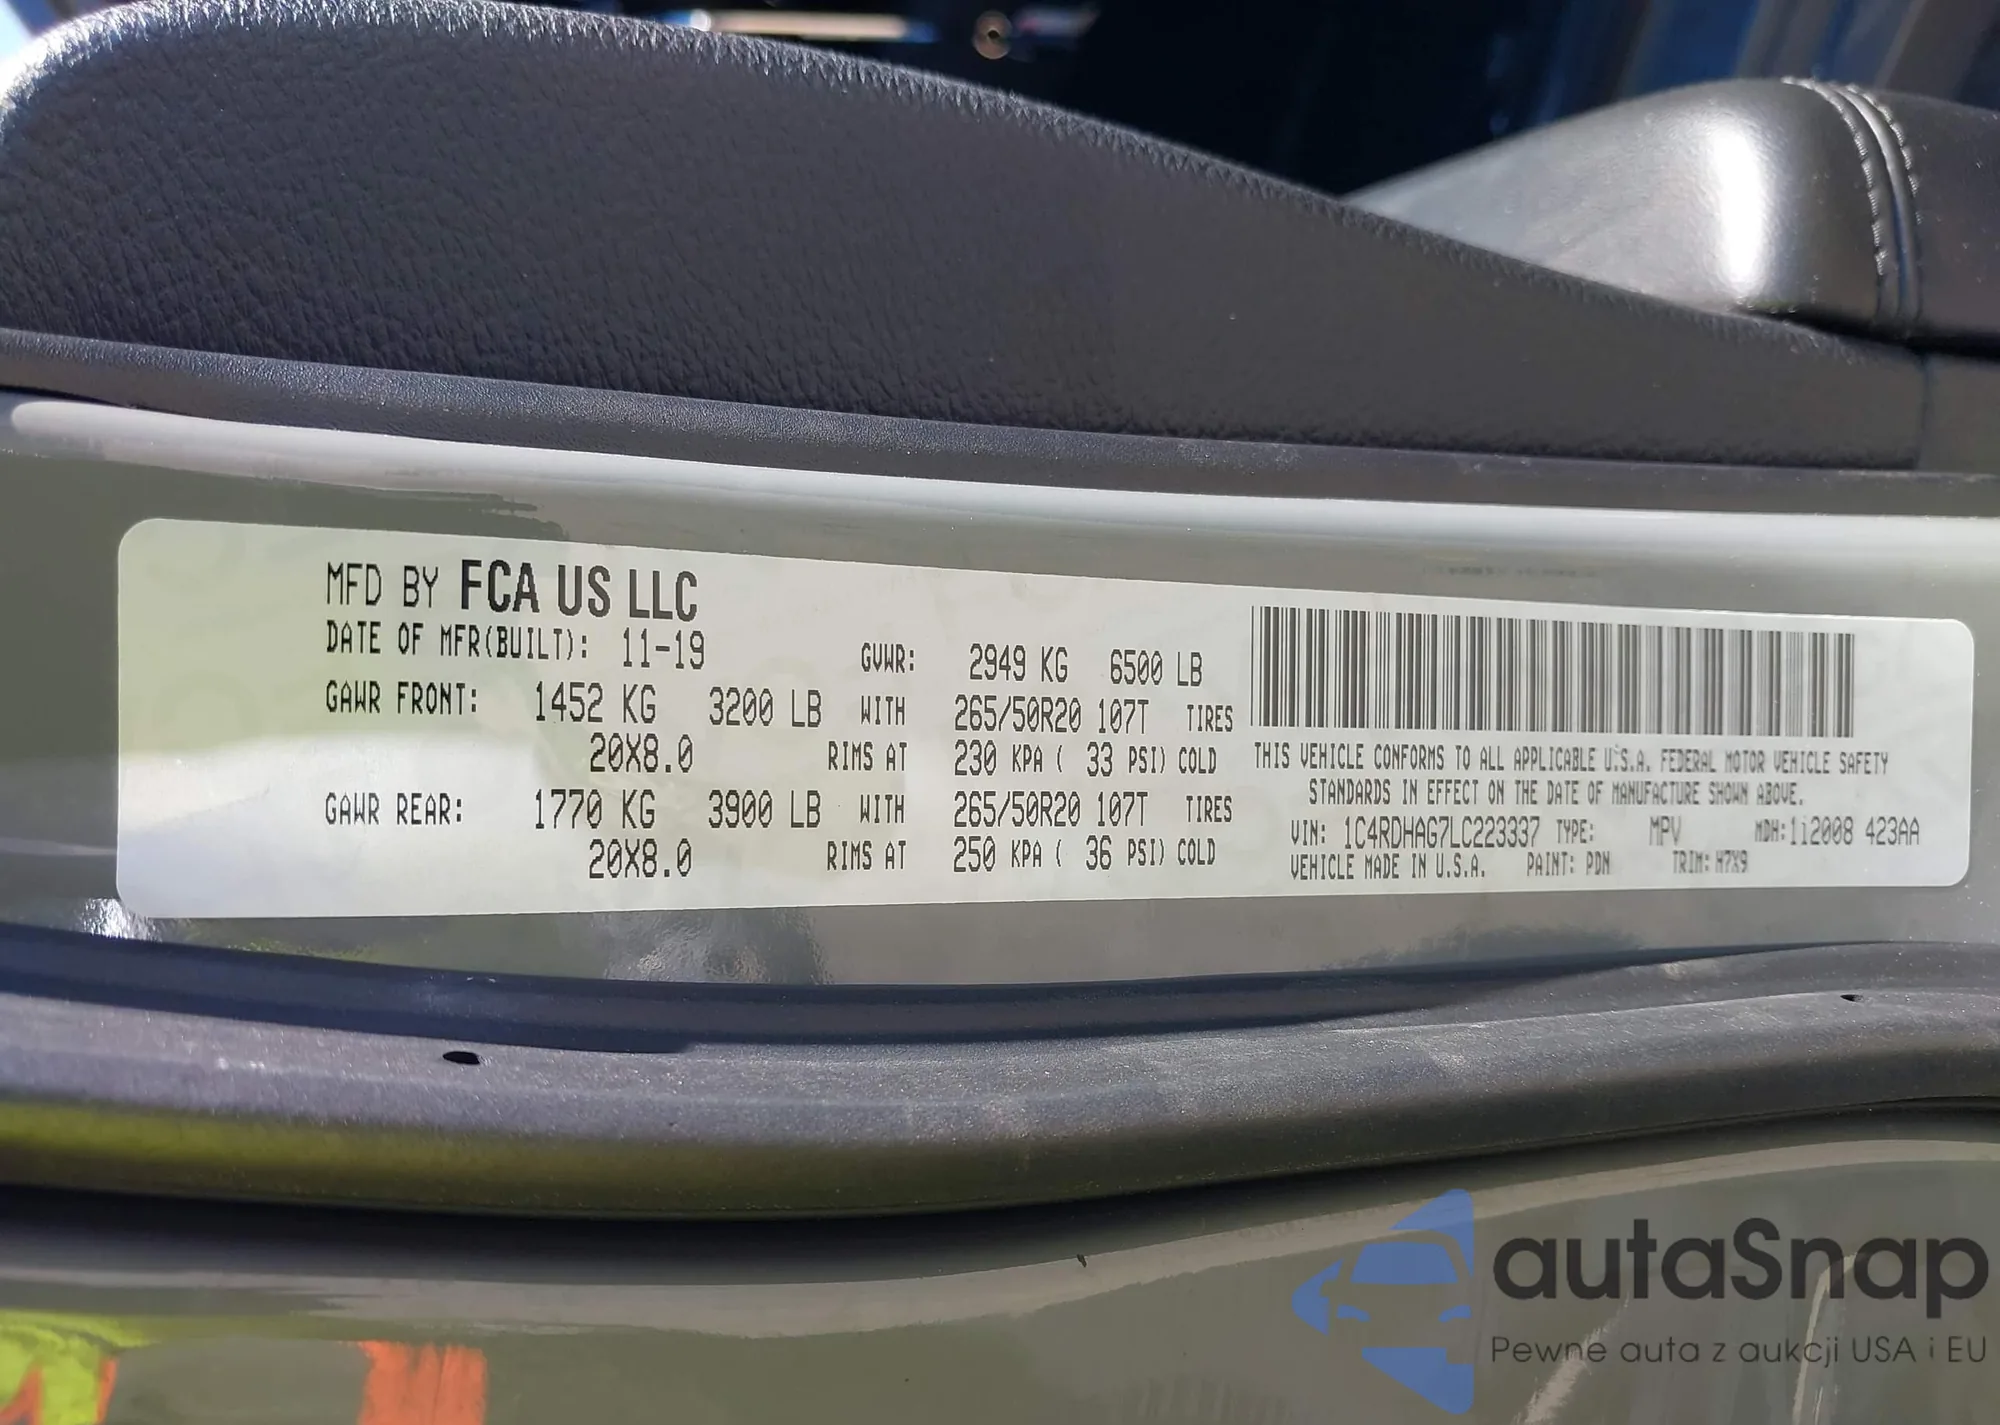 MFD BY FCA US LLC
DATE OF MFR(BUILT): 11-19 GVWR: 2949 KG 6500 LB
GAWR FRONT: 1452 KG 3200 LB WITH 265/50R20 107T TIRES
20X8.0 RIMS AT 230 KPA ( 33 PSI) COLD
GAWR REAR: 1770 KG 3900 LB WITH 265/50R20 107T TIRES
20X8.0 RIMS AT 250 KPA ( 36 PSI) COLD
THIS VEHICLE CONFORMS TO ALL APPLICABLE U.S.A. FEDERAL MOTOR VEHICLE SAFETY
STANDARDS IN EFFECT ON THE DATE OF MANUFACTURE SHOWN ABOVE.
VIN: 1C4RDHAG7LC223337 TYPE: MPV MDH:112008 423AA
VEHICLE MADE IN U.S.A. PAINT: PDN TRIM: H7X9
autaSnap
Pewne auta z aukcji USA i EU